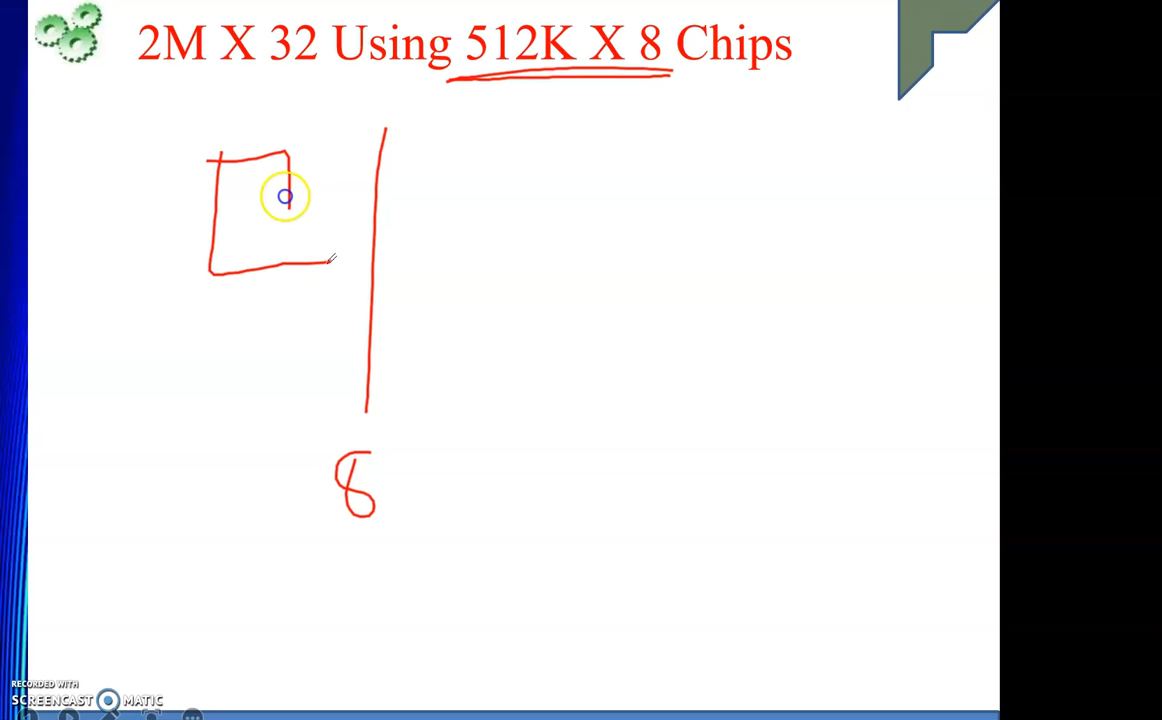 2M X 32 Using 512K X 8 Chips
8
RECORDED WITH
SCREENCAST MATIC